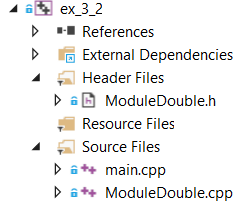 ex_3_2
References
External Dependencies
Header Files
ModuleDouble.h
Resource Files
Source Files
main.cpp
ModuleDouble.cpp